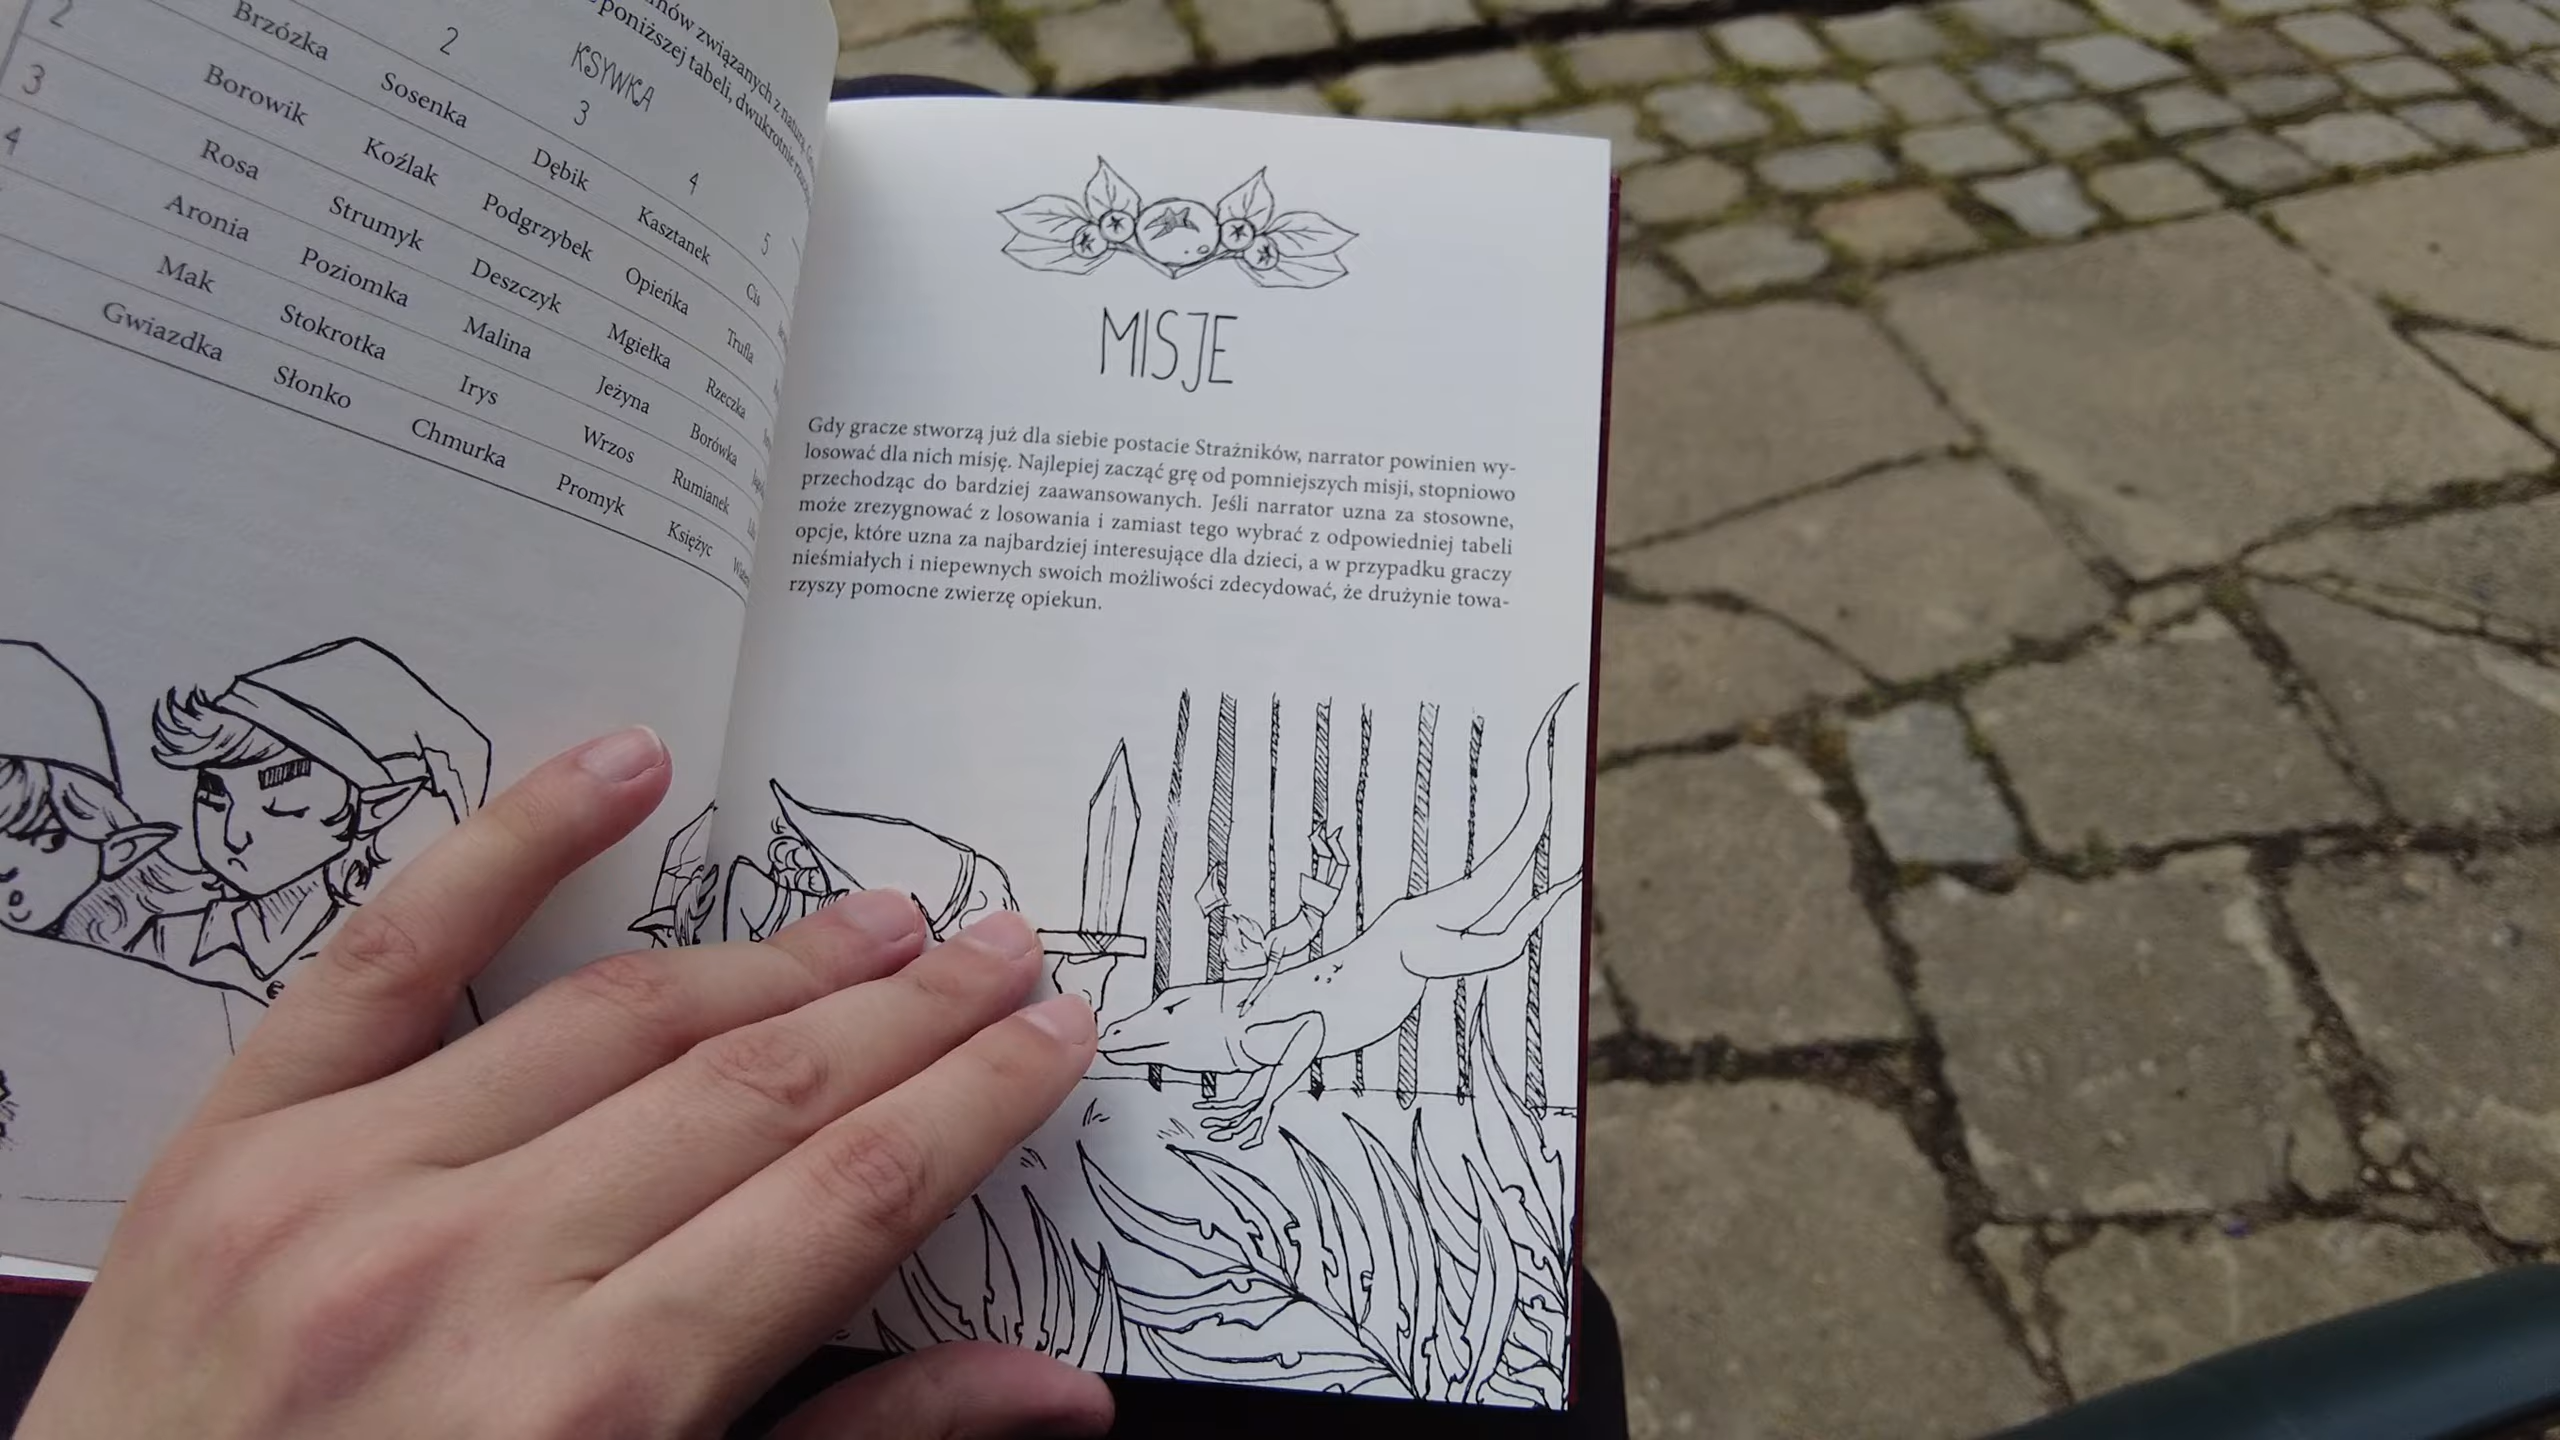 inów związanych z naturą.
poniższej tabeli, dwukrotnie
KSYWKA
2 3 4 5
2 Brzózka Sosenka Dębik Kasztanek Cis
3 Borowik Koźlak Podgrzybek Opieńka Trufla
4 Rosa Strumyk Deszczyk Mgiełka Rzeczka
Aronia Poziomka Malina Jeżyna Borówka
Mak Stokrotka Irys Wrzos Rumianek
Gwiazdka Słonko Chmurka Promyk Księżyc
MISJE
Gdy gracze stworzą już dla siebie postacie Strażników, narrator powinien wy-
losować dla nich misję. Najlepiej zacząć grę od pomniejszych misji, stopniowo
przechodząc do bardziej zaawansowanych. Jeśli narrator uzna za stosowne,
może zrezygnować z losowania i zamiast tego wybrać z odpowiedniej tabeli
opcje, które uzna za najbardziej interesujące dla dzieci, a w przypadku graczy
nieśmiałych i niepewnych swoich możliwości zdecydować, że drużynie towa-
rzyszy pomocne zwierzę opiekun.